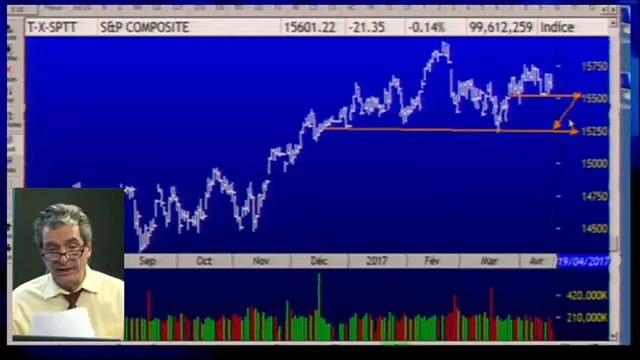 T-X-SPTT S&P COMPOSITE 15601.22 -21.35 -0.14% 99,612,259 Indice
15750
15500
15250
15000
14750
14500
Sep Oct Nov Déc 2017 Fév Mar Avr 19/04/2017
420,000K
210,000K